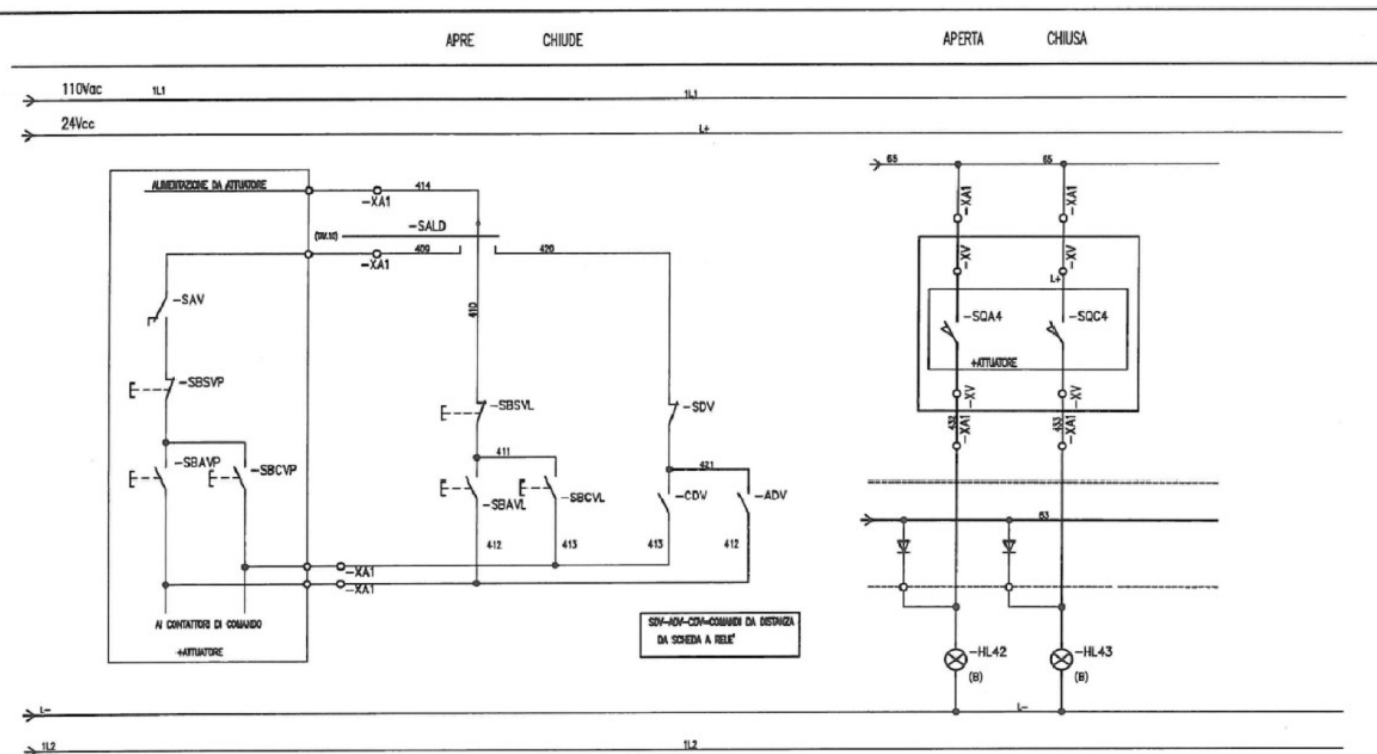 APRE CHIUDE APERTA CHIUSA
110Vac 1L1 1L1
24Vcc L+
65 65
ALIMENTAZIONE DA ATTUATORE
414
-XA1
-XA1 -XA1
-SALD
409 420
-XA1
-XV -XV
L+
-SAV
410
-SQA4 -SQC4
+ATTUATORE
-SBSVP
-SBSVL
-SDV
-XV -XV
432 -XA1 433 -XA1
411
421
-SBAVP -SBCVP
-SBAVL -SBCVL
-CDV -ADV
63
412 413 413 412
-XA1
-XA1
AI CONTATTORI DI COMANDO
+ATTUATORE
SDV-ADV-CDV=COMANDI DA DISTANZA
DA SCHEDA A RELE'
-HL42 -HL43
(B) (B)
L- L-
1L2 1L2